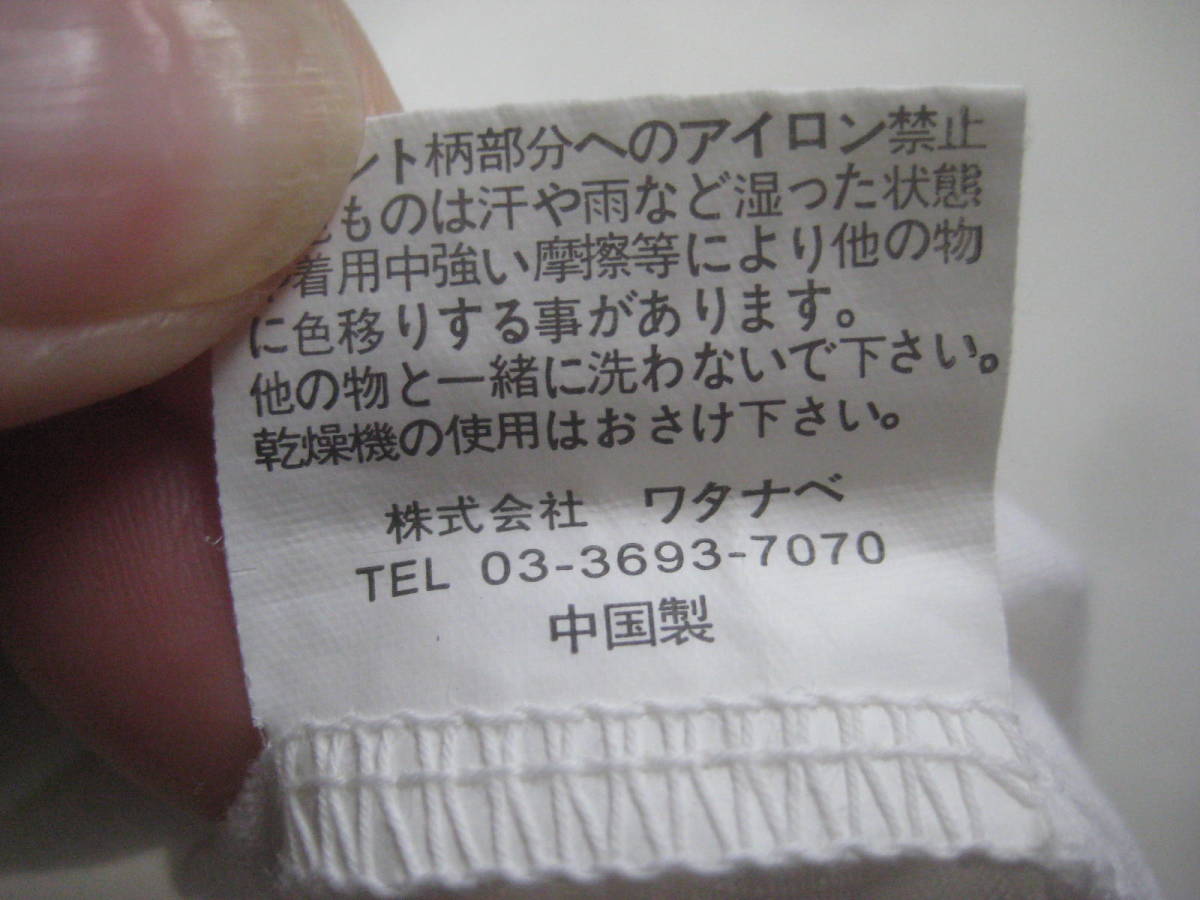 ント柄部分へのアイロン禁止
色ものは汗や雨など湿った状態
着用中強い摩擦等により他の物
に色移りする事があります。
他の物と一緒に洗わないで下さい。
乾燥機の使用はおさけ下さい。
株式会社 ワタナベ
TEL 03-3693-7070
中国製